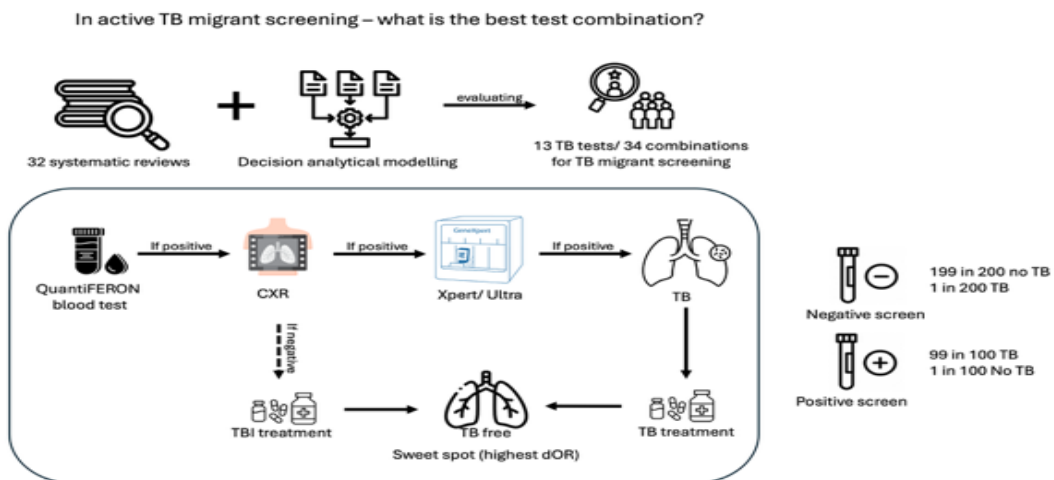 In active TB migrant screening – what is the best test combination?
evaluating
32 systematic reviews
Decision analytical modelling
13 TB tests/ 34 combinations
for TB migrant screening
If positive
If positive
If positive
GeneXpert
QuantiFERON
blood test
CXR
Xpert/ Ultra
TB
199 in 200 no TB
1 in 200 TB
Negative screen
If negative
99 in 100 TB
1 in 100 No TB
Positive screen
TBI treatment
TB free
TB treatment
Sweet spot (highest dOR)